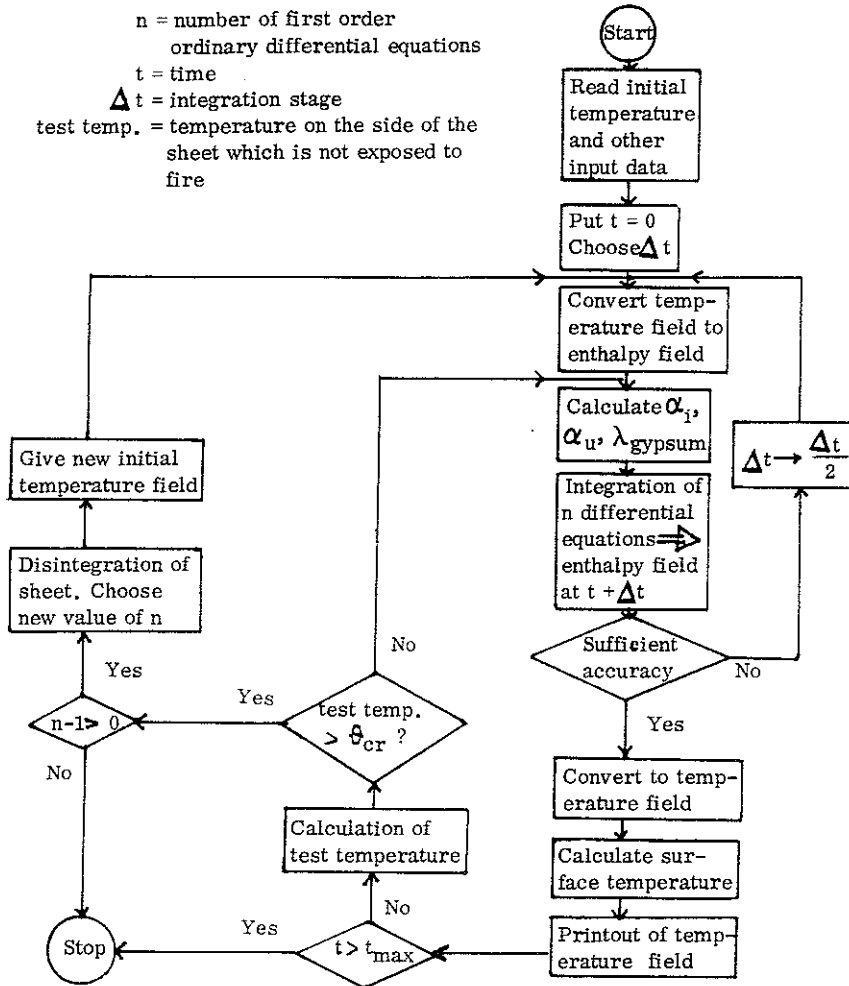 n = number of first order
ordinary differential equations
t = time
Δ t = integration stage
test temp. = temperature on the side of the
sheet which is not exposed to
fire
Start
Read initial
temperature
and other
input data
Put t = 0
Choose Δ t
Convert temp-
erature field to
enthalpy field
Calculate α_i,
α_u, λ_gypsum
Δt → Δt/2
Integration of
n differential
equations ⇒
enthalpy field
at t + Δt
Sufficient
accuracy
No
Yes
Convert to temp-
erature field
Calculate sur-
face temperature
Printout of temp-
erature field
t > t_max
Yes
No
Stop
Calculation of
test temperature
test temp.
> θ_cr ?
No
Yes
n-1 > 0
Yes
No
Disintegration of
sheet. Choose
new value of n
Give new initial
temperature field